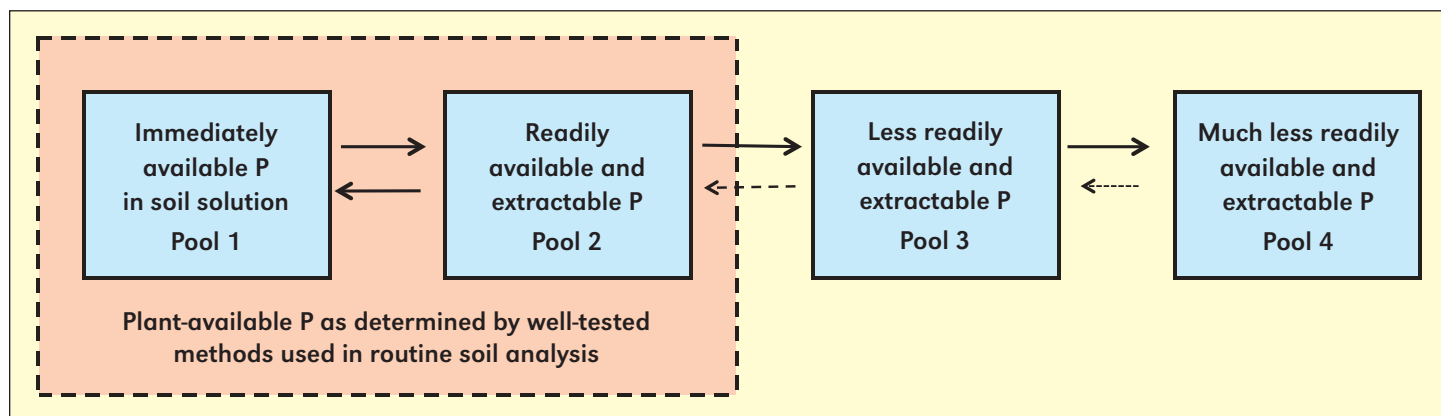 Immediately
available P
in soil solution
Pool 1
Readily
available and
extractable P
Pool 2
Less readily
available and
extractable P
Pool 3
Much less readily
available and
extractable P
Pool 4
Plant-available P as determined by well-tested
methods used in routine soil analysis